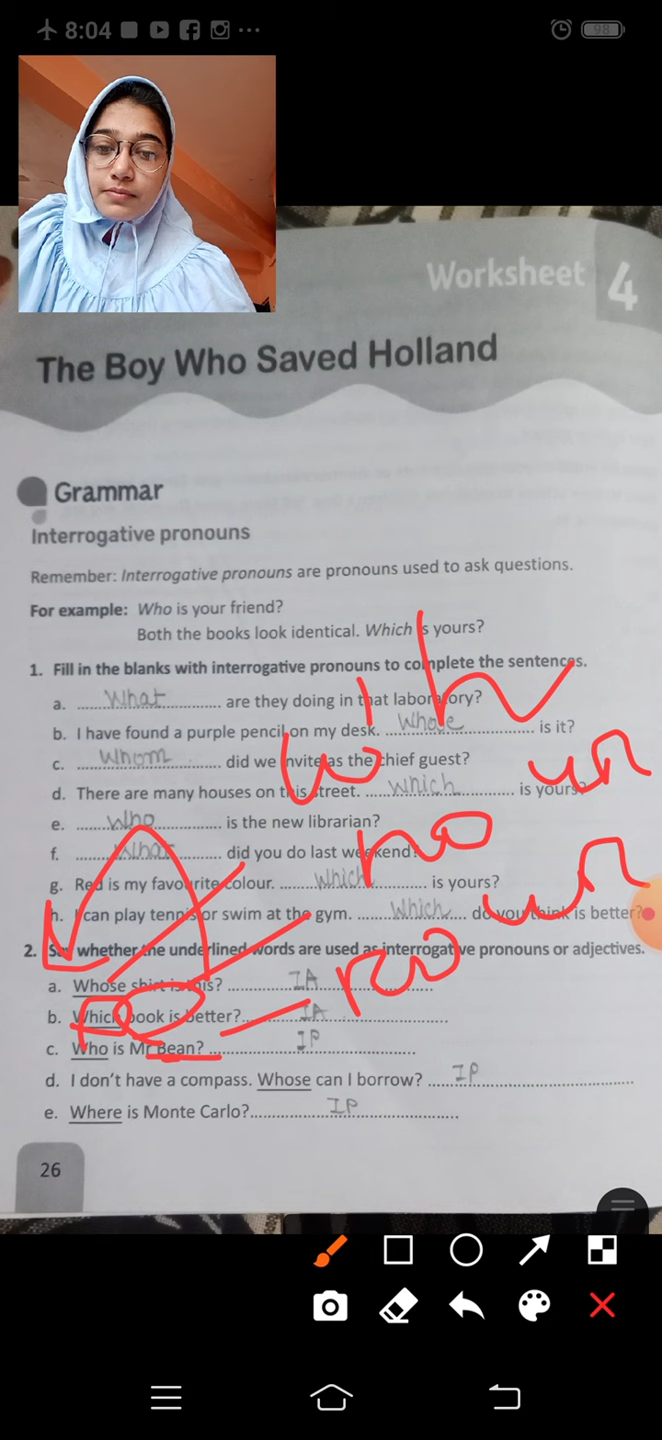 8:04
98
Worksheet 4
The Boy Who Saved Holland
Grammar
Interrogative pronouns
Remember: Interrogative pronouns are pronouns used to ask questions.
For example: Who is your friend?
Both the books look identical. Which is yours?
1. Fill in the blanks with interrogative pronouns to complete the sentences.
a. What are they doing in that laboratory?
b. I have found a purple pencil on my desk. Whose is it?
c. Whom did we invite as the chief guest?
d. There are many houses on this street. Which is yours?
e. Who is the new librarian?
f. What did you do last weekend?
g. Red is my favourite colour. Which is yours?
h. I can play tennis or swim at the gym. Which do you think is better?
2. Say whether the underlined words are used as interrogative pronouns or adjectives.
a. Whose shirt is this? IA
b. Which book is better? IA
c. Who is Mr Bean? IP
d. I don't have a compass. Whose can I borrow? IP
e. Where is Monte Carlo? IP
26